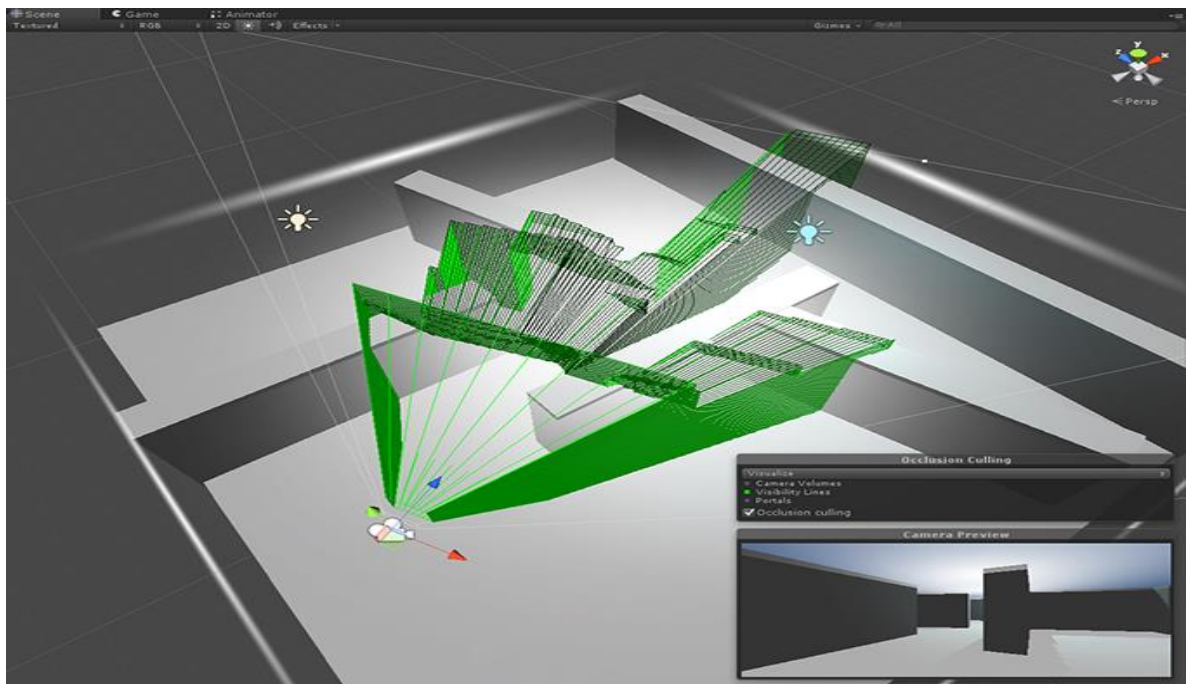 Scene Game Animator
Textured RGB 2D Effects Gizmos All
y
z x
Persp
Occlusion Culling
Visualize
Camera Volumes
Visibility Lines
Portals
Occlusion culling
Camera Preview